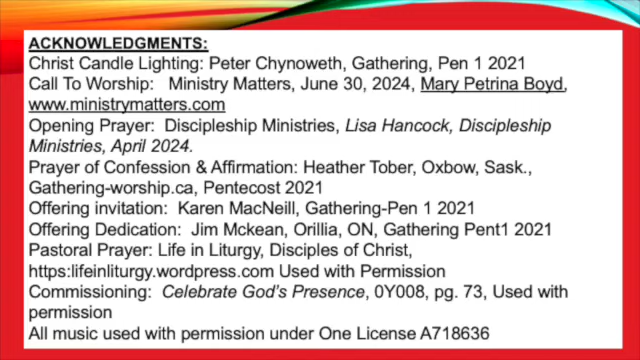 ACKNOWLEDGMENTS:
Christ Candle Lighting: Peter Chynoweth, Gathering, Pen 1 2021
Call To Worship:   Ministry Matters, June 30, 2024, Mary Petrina Boyd,
www.ministrymatters.com
Opening Prayer:  Discipleship Ministries, Lisa Hancock, Discipleship
Ministries, April 2024.
Prayer of Confession & Affirmation: Heather Tober, Oxbow, Sask.,
Gathering-worship.ca, Pentecost 2021
Offering invitation:  Karen MacNeill, Gathering-Pen 1 2021
Offering Dedication:  Jim Mckean, Orillia, ON, Gathering Pent1 2021
Pastoral Prayer: Life in Liturgy, Disciples of Christ,
https:lifeinliturgy.wordpress.com Used with Permission
Commissioning:  Celebrate God's Presence, 0Y008, pg. 73, Used with
permission
All music used with permission under One License A718636